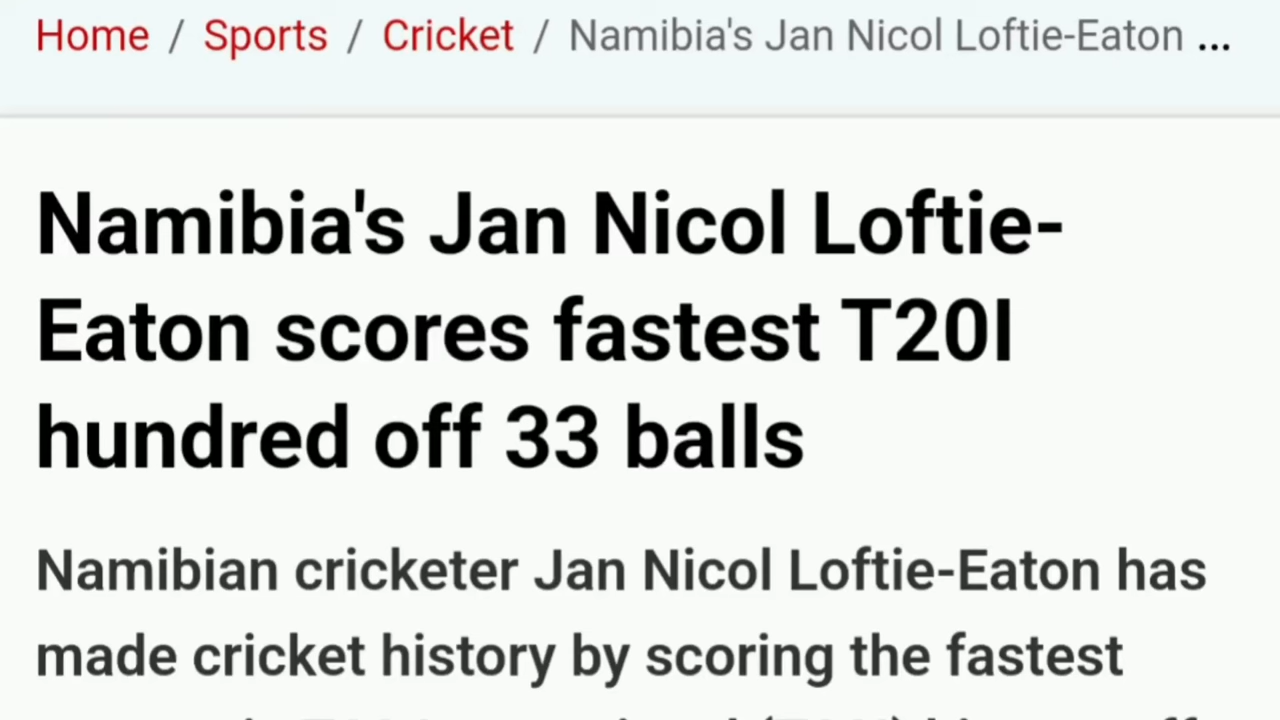 Home / Sports / Cricket / Namibia's Jan Nicol Loftie-Eaton ...
Namibia's Jan Nicol Loftie-
Eaton scores fastest T20I
hundred off 33 balls
Namibian cricketer Jan Nicol Loftie-Eaton has
made cricket history by scoring the fastest